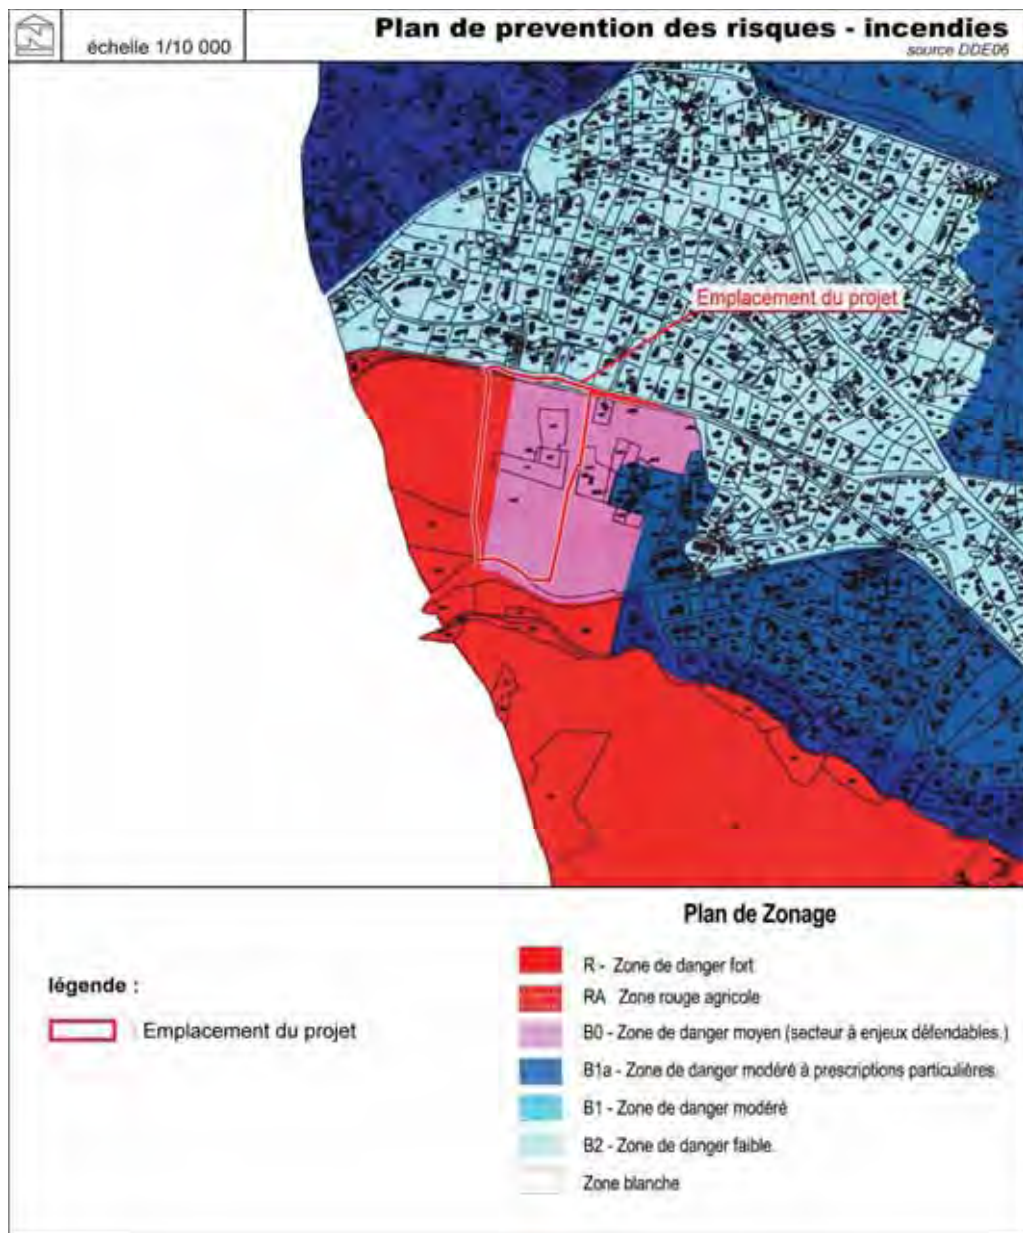 échelle 1/10 000
Plan de prevention des risques - incendies
source DDE06
Emplacement du projet
Plan de Zonage
légende :
Emplacement du projet
R - Zone de danger fort
RA Zone rouge agricole
B0 - Zone de danger moyen (secteur à enjeux défendables.)
B1a - Zone de danger modéré à prescriptions particulières.
B1 - Zone de danger modéré
B2 - Zone de danger faible.
Zone blanche